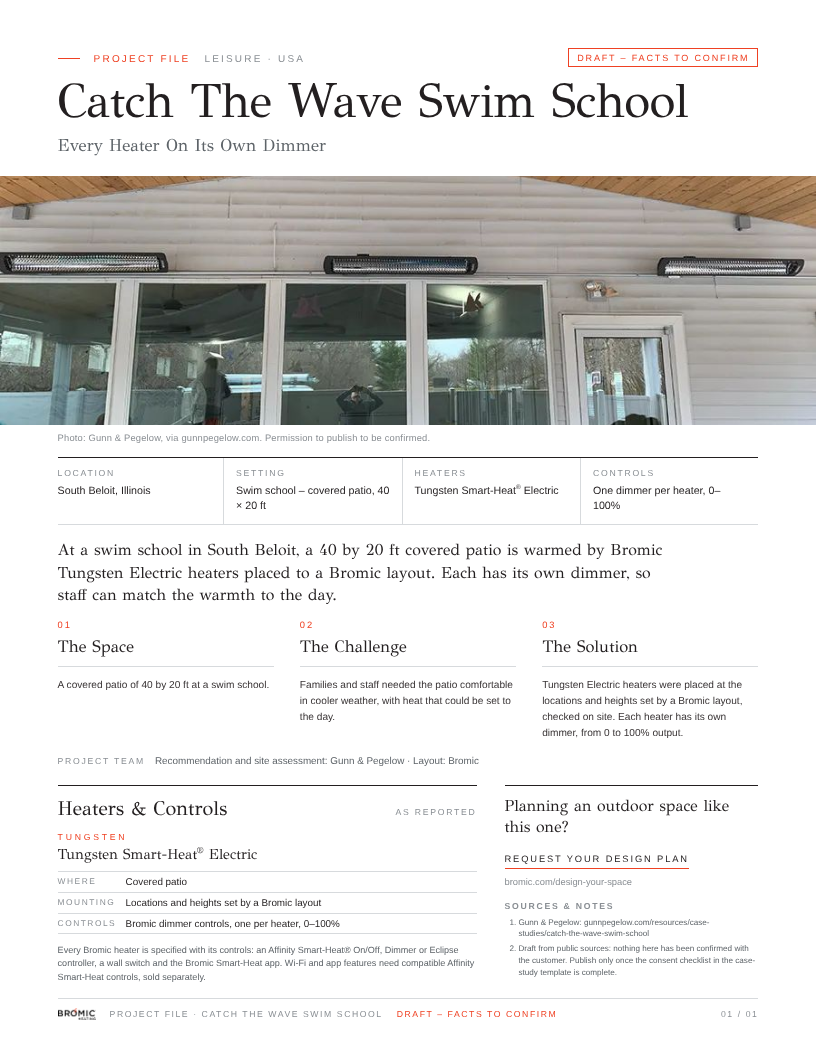 PROJECT FILE LEISURE · USA
DRAFT – FACTS TO CONFIRM
Catch The Wave Swim School
Every Heater On Its Own Dimmer
Photo: Gunn & Pegelow, via gunnpegelow.com. Permission to publish to be confirmed.
LOCATION
South Beloit, Illinois
SETTING
Swim school – covered patio, 40
× 20 ft
HEATERS
Tungsten Smart-Heat® Electric
CONTROLS
One dimmer per heater, 0–
100%
At a swim school in South Beloit, a 40 by 20 ft covered patio is warmed by Bromic
Tungsten Electric heaters placed to a Bromic layout. Each has its own dimmer, so
staff can match the warmth to the day.
01
The Space
A covered patio of 40 by 20 ft at a swim school.
02
The Challenge
Families and staff needed the patio comfortable
in cooler weather, with heat that could be set to
the day.
03
The Solution
Tungsten Electric heaters were placed at the
locations and heights set by a Bromic layout,
checked on site. Each heater has its own
dimmer, from 0 to 100% output.
PROJECT TEAM Recommendation and site assessment: Gunn & Pegelow · Layout: Bromic
Heaters & Controls
AS REPORTED
TUNGSTEN
Tungsten Smart-Heat® Electric
WHERE Covered patio
MOUNTING Locations and heights set by a Bromic layout
CONTROLS Bromic dimmer controls, one per heater, 0–100%
Every Bromic heater is specified with its controls: an Affinity Smart-Heat® On/Off, Dimmer or Eclipse
controller, a wall switch and the Bromic Smart-Heat app. Wi-Fi and app features need compatible Affinity
Smart-Heat controls, sold separately.
Planning an outdoor space like
this one?
REQUEST YOUR DESIGN PLAN
bromic.com/design-your-space
SOURCES & NOTES
1. Gunn & Pegelow: gunnpegelow.com/resources/case-
studies/catch-the-wave-swim-school
2. Draft from public sources: nothing here has been confirmed with
the customer. Publish only once the consent checklist in the case-
study template is complete.
BROMIC
HEATING
PROJECT FILE · CATCH THE WAVE SWIM SCHOOL DRAFT – FACTS TO CONFIRM
01 / 01